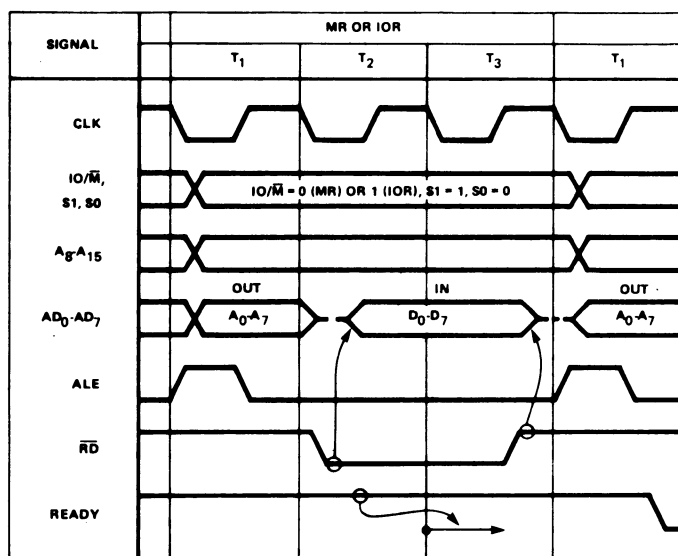 SIGNAL
MR OR IOR
T1
T2
T3
T1
CLK
IO/M̅,
S1, S0
IO/M̅ = 0 (MR) OR 1 (IOR), S1 = 1, S0 = 0
A8-A15
OUT
IN
OUT
AD0-AD7
A0-A7
D0-D7
A0-A7
ALE
R̅D̅
READY